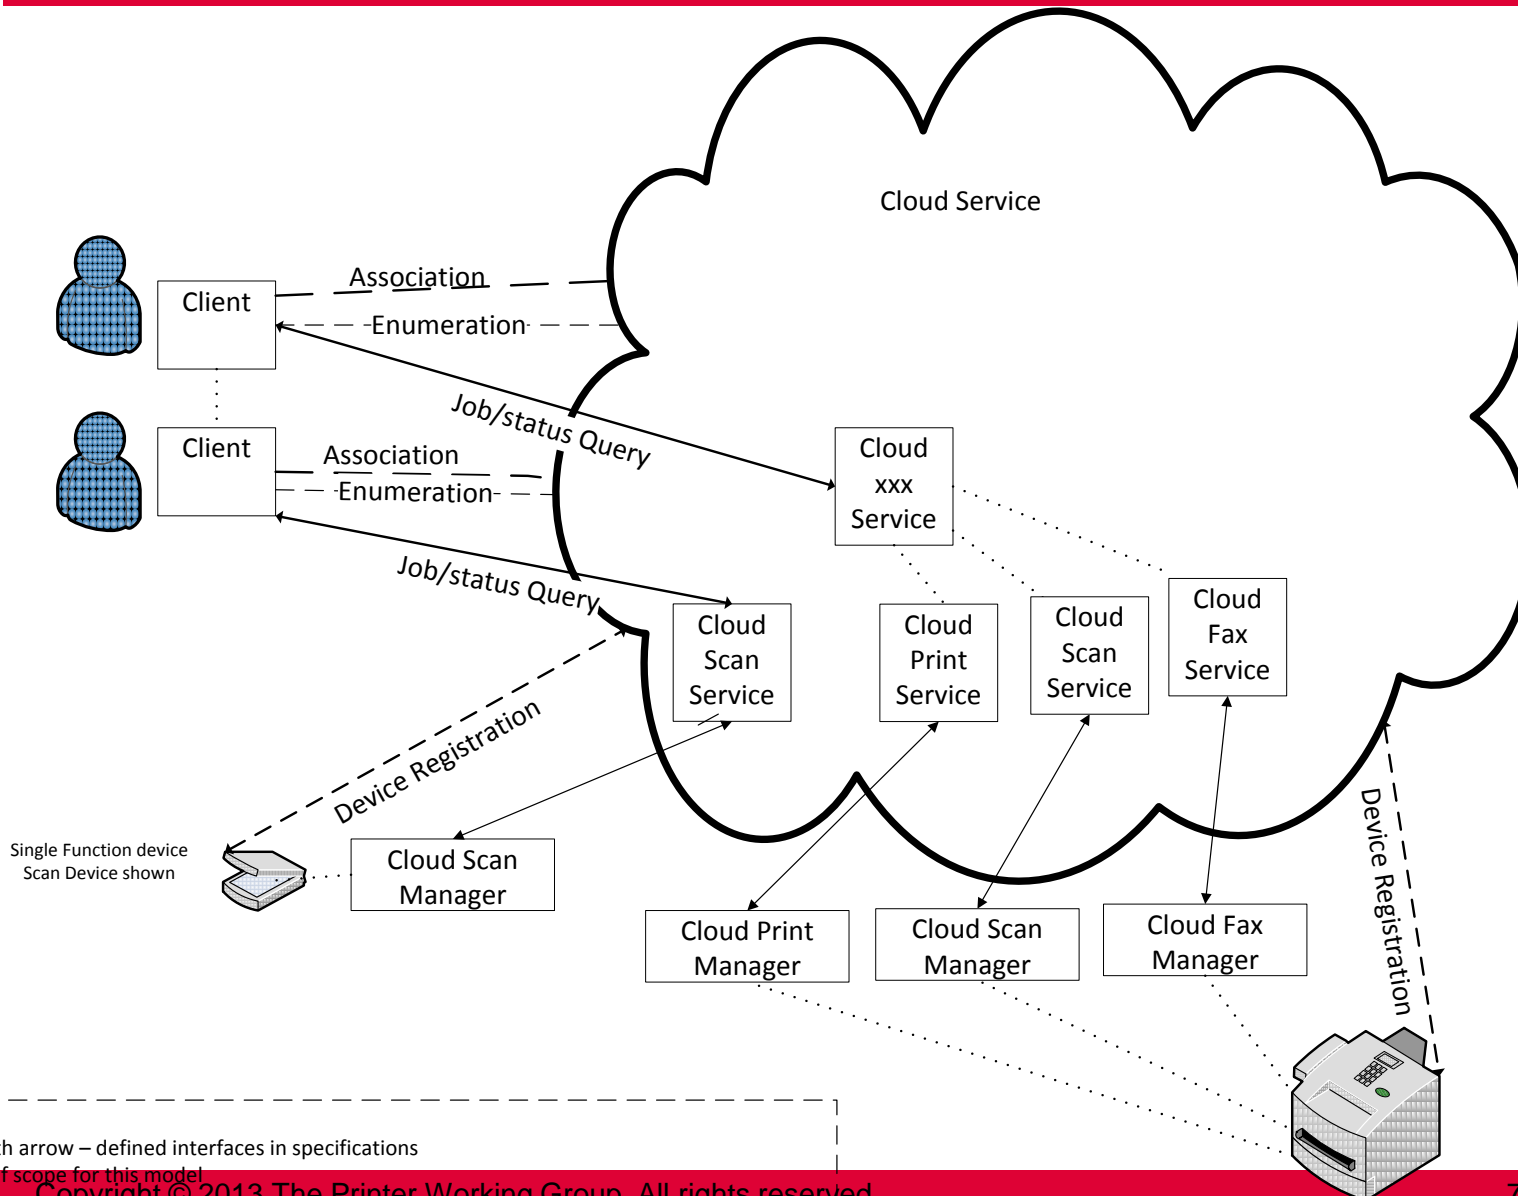 Cloud Service
Association
Client
Enumeration
Job/status Query
Client
Association
Enumeration
Cloud
xxx
Service
Job/status Query
Cloud
Scan
Service
Cloud
Print
Service
Cloud
Scan
Service
Cloud
Fax
Service
Device Registration
Device Registration
Single Function device
Scan Device shown
Cloud Scan
Manager
Cloud Print
Manager
Cloud Scan
Manager
Cloud Fax
Manager
th arrow – defined interfaces in specifications
f scope for this model
Copyright © 2013 The Printer Working Group. All rights reserved
7